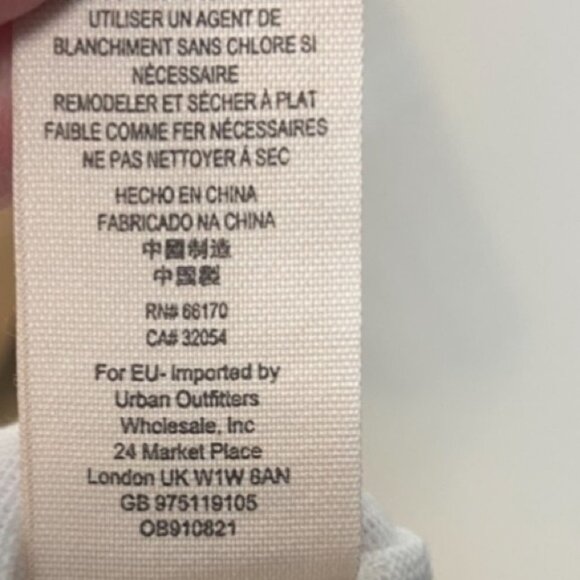 UTILISER UN AGENT DE
BLANCHIMENT SANS CHLORE SI
NÉCESSAIRE
REMODELER ET SÉCHER À PLAT
FAIBLE COMME FER NÉCESSAIRES
NE PAS NETTOYER À SEC
HECHO EN CHINA
FABRICADO NA CHINA
中國制造
中国製
RN# 66170
CA# 32054
For EU- Imported by
Urban Outfitters
Wholesale, Inc
24 Market Place
London UK W1W 8AN
GB 975119105
OB910821